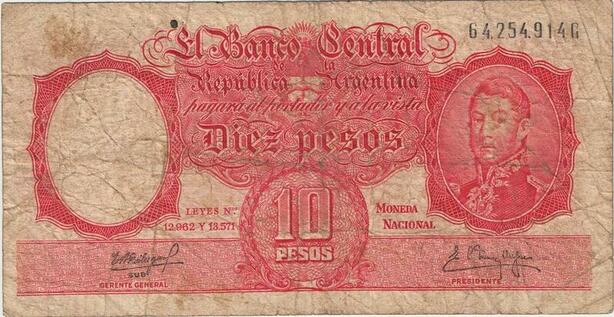 64.254.914G
El Banco Central
de la
República Argentina
pagará al portador y a la vista
Diez pesos
LEYES Nos.
12.962 Y 13.571
10
PESOS
MONEDA
NACIONAL
SUB
GERENTE GENERAL
PRESIDENTE